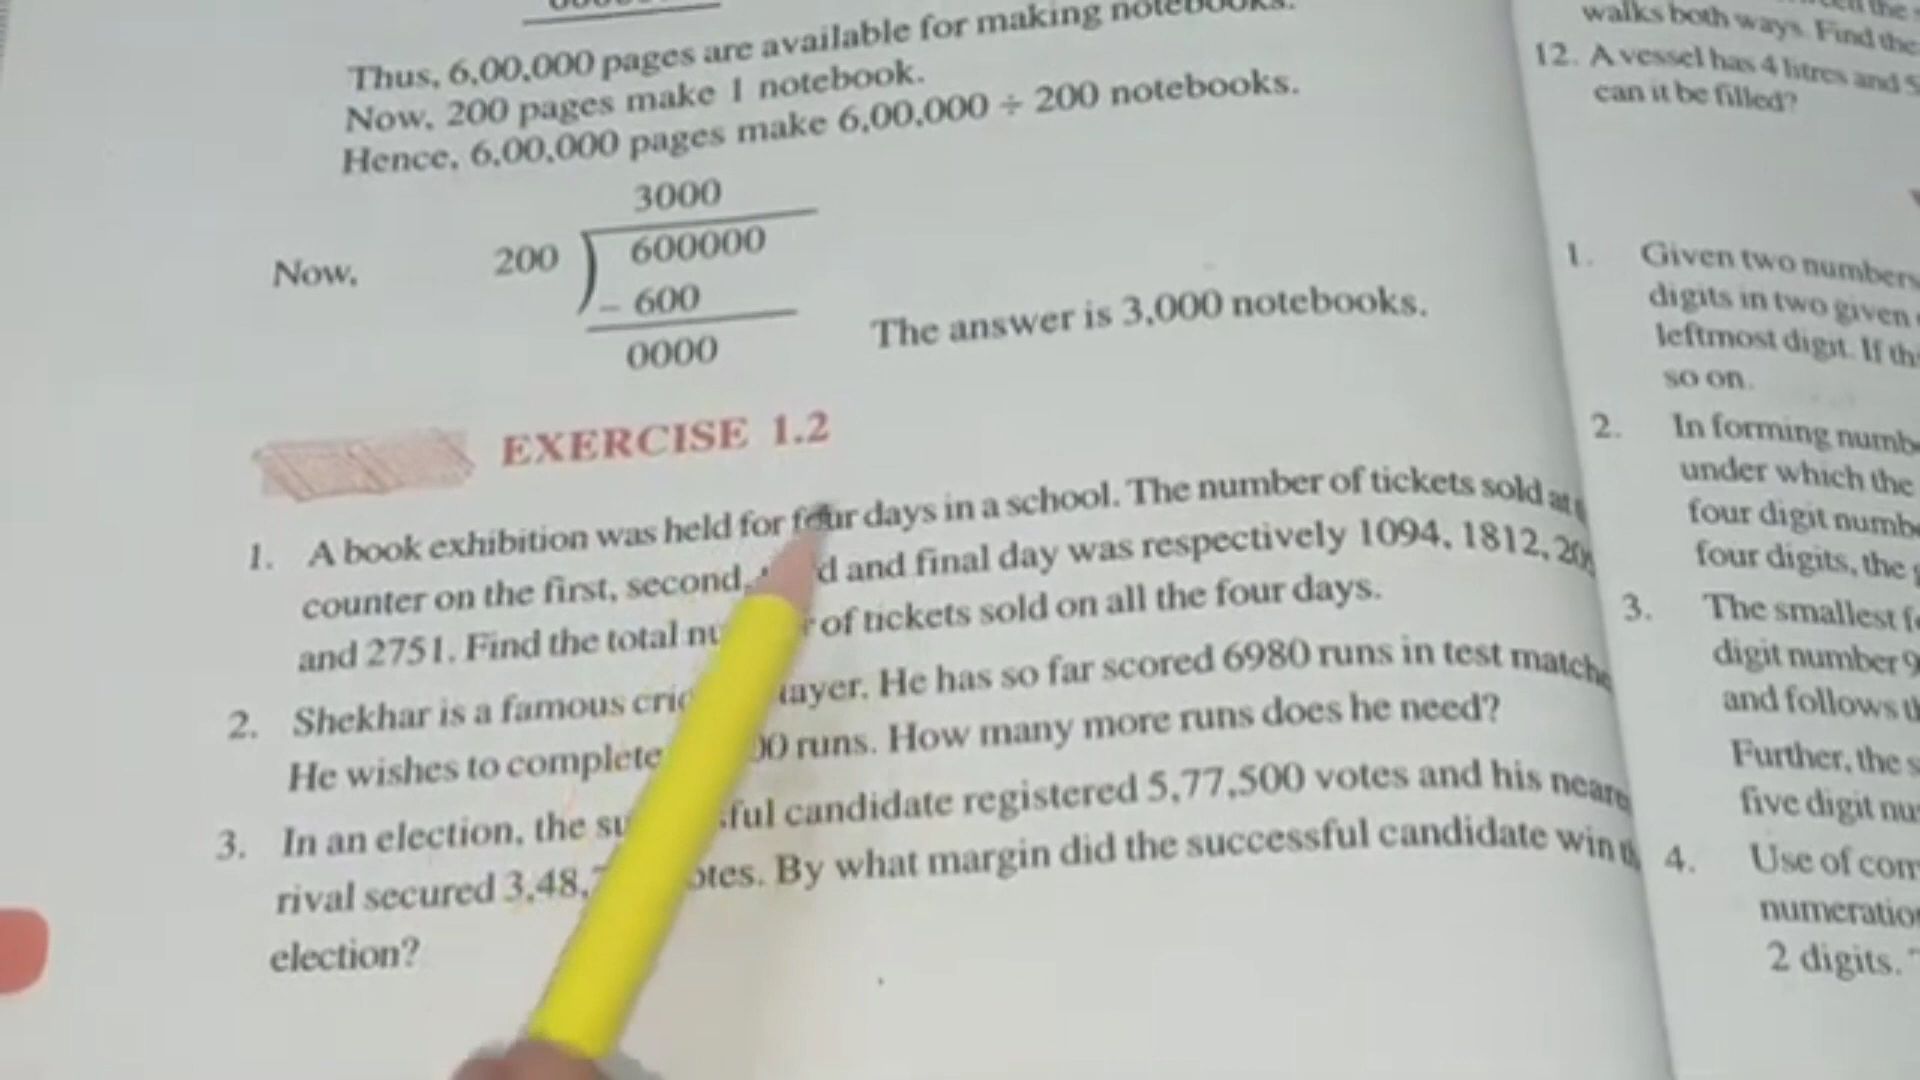 Thus, 6,00,000 pages are available for making notebooks.
Now, 200 pages make 1 notebook.
Hence, 6,00,000 pages make 6,00,000 ÷ 200 notebooks.
3000
Now, 200 600000
– 600
0000
The answer is 3,000 notebooks.
EXERCISE 1.2
1. A book exhibition was held for four days in a school. The number of tickets sold at
counter on the first, second, and final day was respectively 1094, 1812,
and 2751. Find the total of tickets sold on all the four days.
2. Shekhar is a famous He has so far scored 6980 runs in test
He wishes to complete runs. How many more runs does he need?
3. In an election, the candidate registered 5,77,500 votes and his
rival secured By what margin did the successful candidate win
election?
walks both ways. Find the
12. A vessel has 4 litres and
can it be filled?
1. Given two numbers
digits in two given
leftmost digit. If
so on.
2. In forming
under which the
four digit
four digits, the
3. The smallest
digit number
and follows
Further, the
five digit
4. Use of
2 digits.